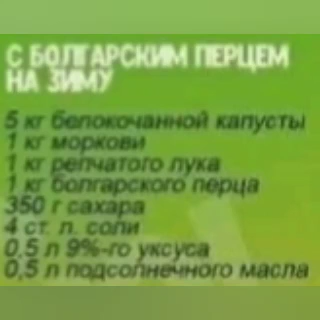 С БОЛГАРСКИМ ПЕРЦЕМ
НА ЗИМУ
5 кг белокочанной капусты
1 кг моркови
1 кг репчатого лука
1 кг болгарского перца
350 г сахара
4 ст. л. соли
0,5 л 9%-го уксуса
0,5 л подсолнечного масла